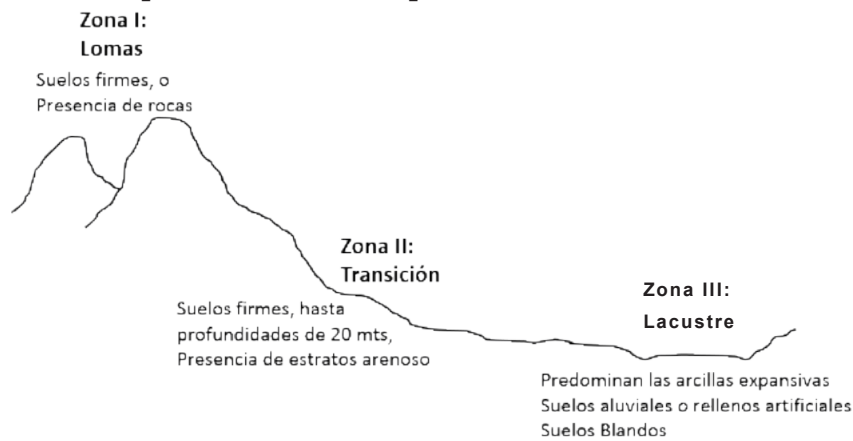 Zona I:
Lomas
Suelos firmes, o
Presencia de rocas
Zona II:
Transición
Suelos firmes, hasta
profundidades de 20 mts,
Presencia de estratos arenoso
Zona III:
Lacustre
Predominan las arcillas expansivas
Suelos aluviales o rellenos artificiales
Suelos Blandos